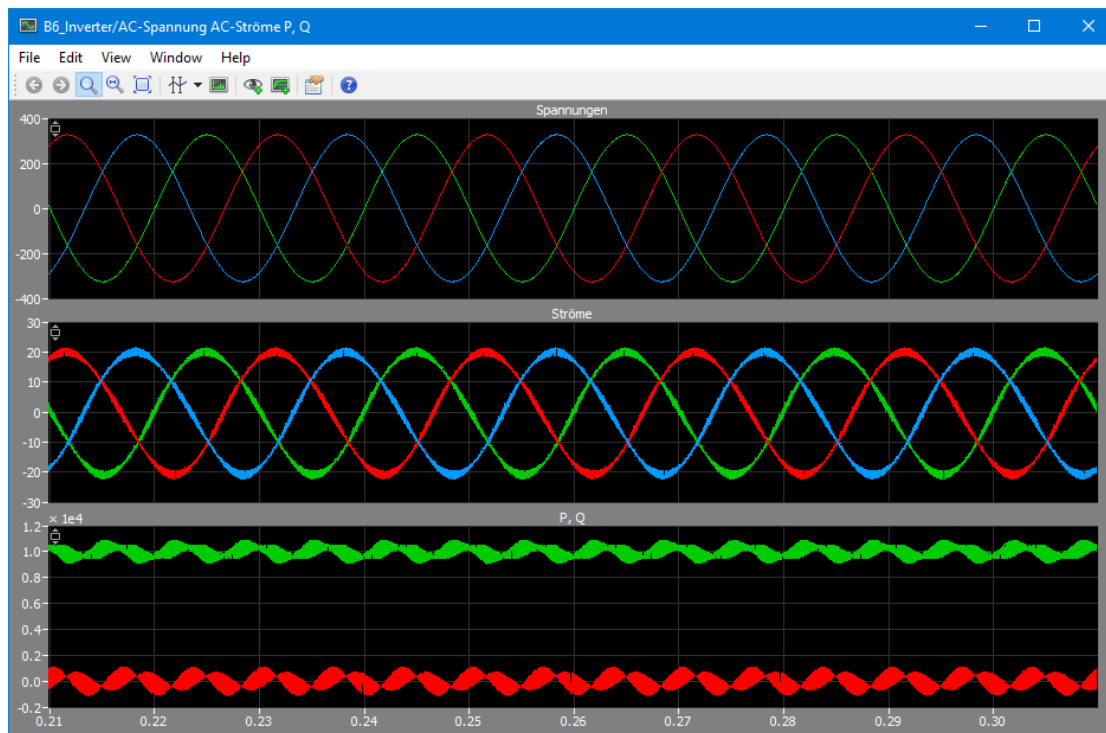 B6_Inverter/AC-Spannung AC-Ströme P, Q
File Edit View Window Help
Spannungen
400
200
0
-200
-400
Ströme
30
20
10
0
-10
-20
-30
× 1e4
P, Q
1.2
1.0
0.8
0.6
0.4
0.2
0.0
-0.2
0.21 0.22 0.23 0.24 0.25 0.26 0.27 0.28 0.29 0.30